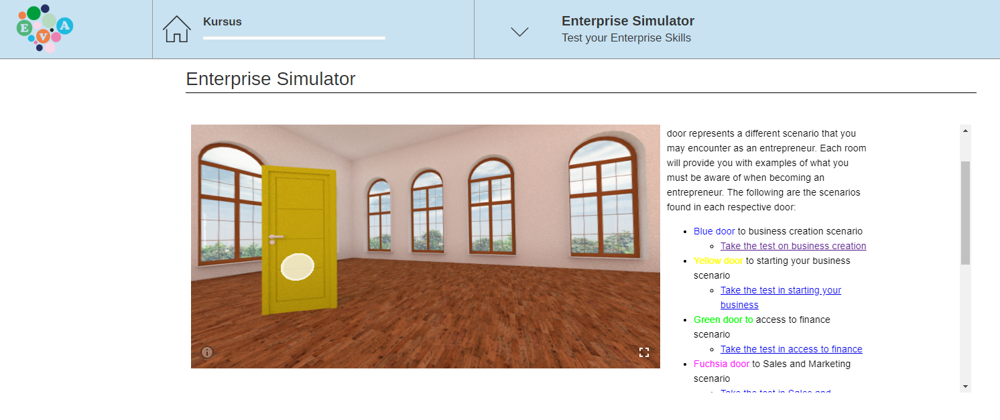 E V A
Kursus
Enterprise Simulator
Test your Enterprise Skills
Enterprise Simulator
door represents a different scenario that you
may encounter as an entrepreneur. Each room
will provide you with examples of what you
must be aware of when becoming an
entrepreneur. The following are the scenarios
found in each respective door:
• Blue door to business creation scenario
◦ Take the test on business creation
• Yellow door to starting your business
scenario
◦ Take the test in starting your
business
• Green door to access to finance
scenario
◦ Take the test in access to finance
• Fuchsia door to Sales and Marketing
scenario
◦ Take the test in Sales and